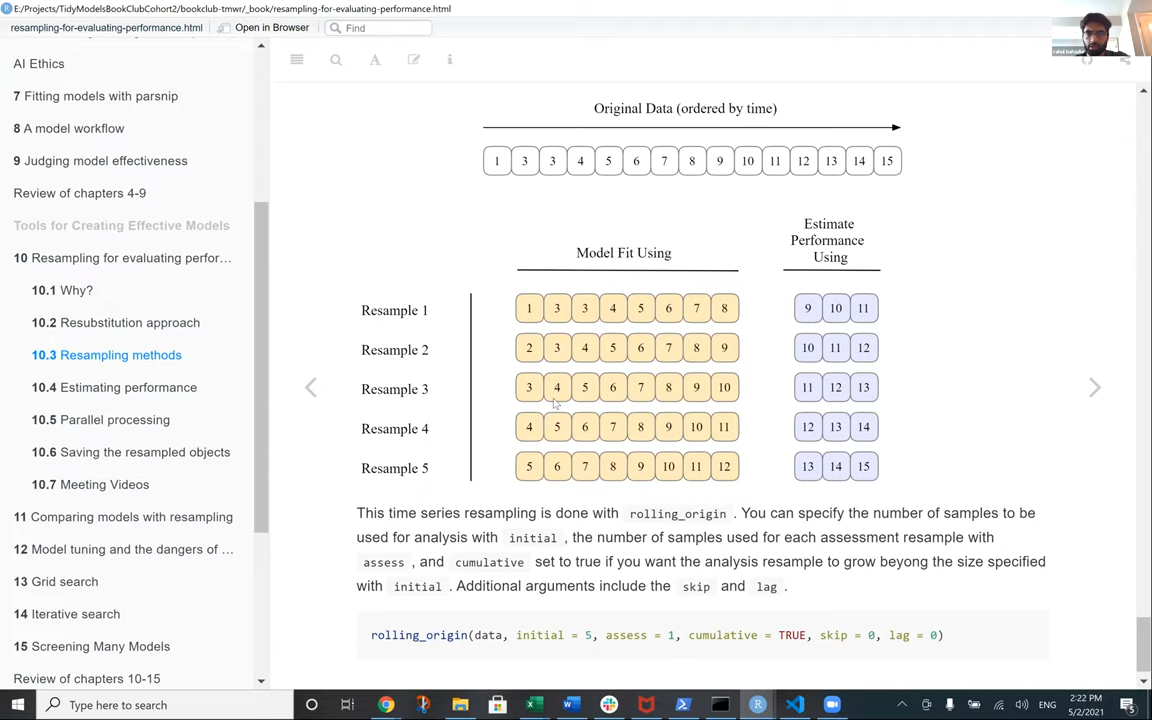 E:/Projects/TidyModelsBookClubCohort2/bookclub-tmwr/_book/resampling-for-evaluating-performance.html
resampling-for-evaluating-performance.html
Open in Browser
Find
AI Ethics
7 Fitting models with parsnip
8 A model workflow
9 Judging model effectiveness
Review of chapters 4-9
Tools for Creating Effective Models
10 Resampling for evaluating perfor...
10.1 Why?
10.2 Resubstitution approach
10.3 Resampling methods
10.4 Estimating performance
10.5 Parallel processing
10.6 Saving the resampled objects
10.7 Meeting Videos
11 Comparing models with resampling
12 Model tuning and the dangers of ...
13 Grid search
14 Iterative search
15 Screening Many Models
Review of chapters 10-15
Original Data (ordered by time)
1 3 3 4 5 6 7 8 9 10 11 12 13 14 15
Model Fit Using
Estimate
Performance
Using
Resample 1 1 3 3 4 5 6 7 8 9 10 11
Resample 2 2 3 4 5 6 7 8 9 10 11 12
Resample 3 3 4 5 6 7 8 9 10 11 12 13
Resample 4 4 5 6 7 8 9 10 11 12 13 14
Resample 5 5 6 7 8 9 10 11 12 13 14 15
This time series resampling is done with rolling_origin . You can specify the number of samples to be
used for analysis with initial , the number of samples used for each assessment resample with
assess , and cumulative set to true if you want the analysis resample to grow beyong the size specified
with initial . Additional arguments include the skip and lag .
rolling_origin(data, initial = 5, assess = 1, cumulative = TRUE, skip = 0, lag = 0)
Type here to search
ENG
2:22 PM
5/2/2021
5